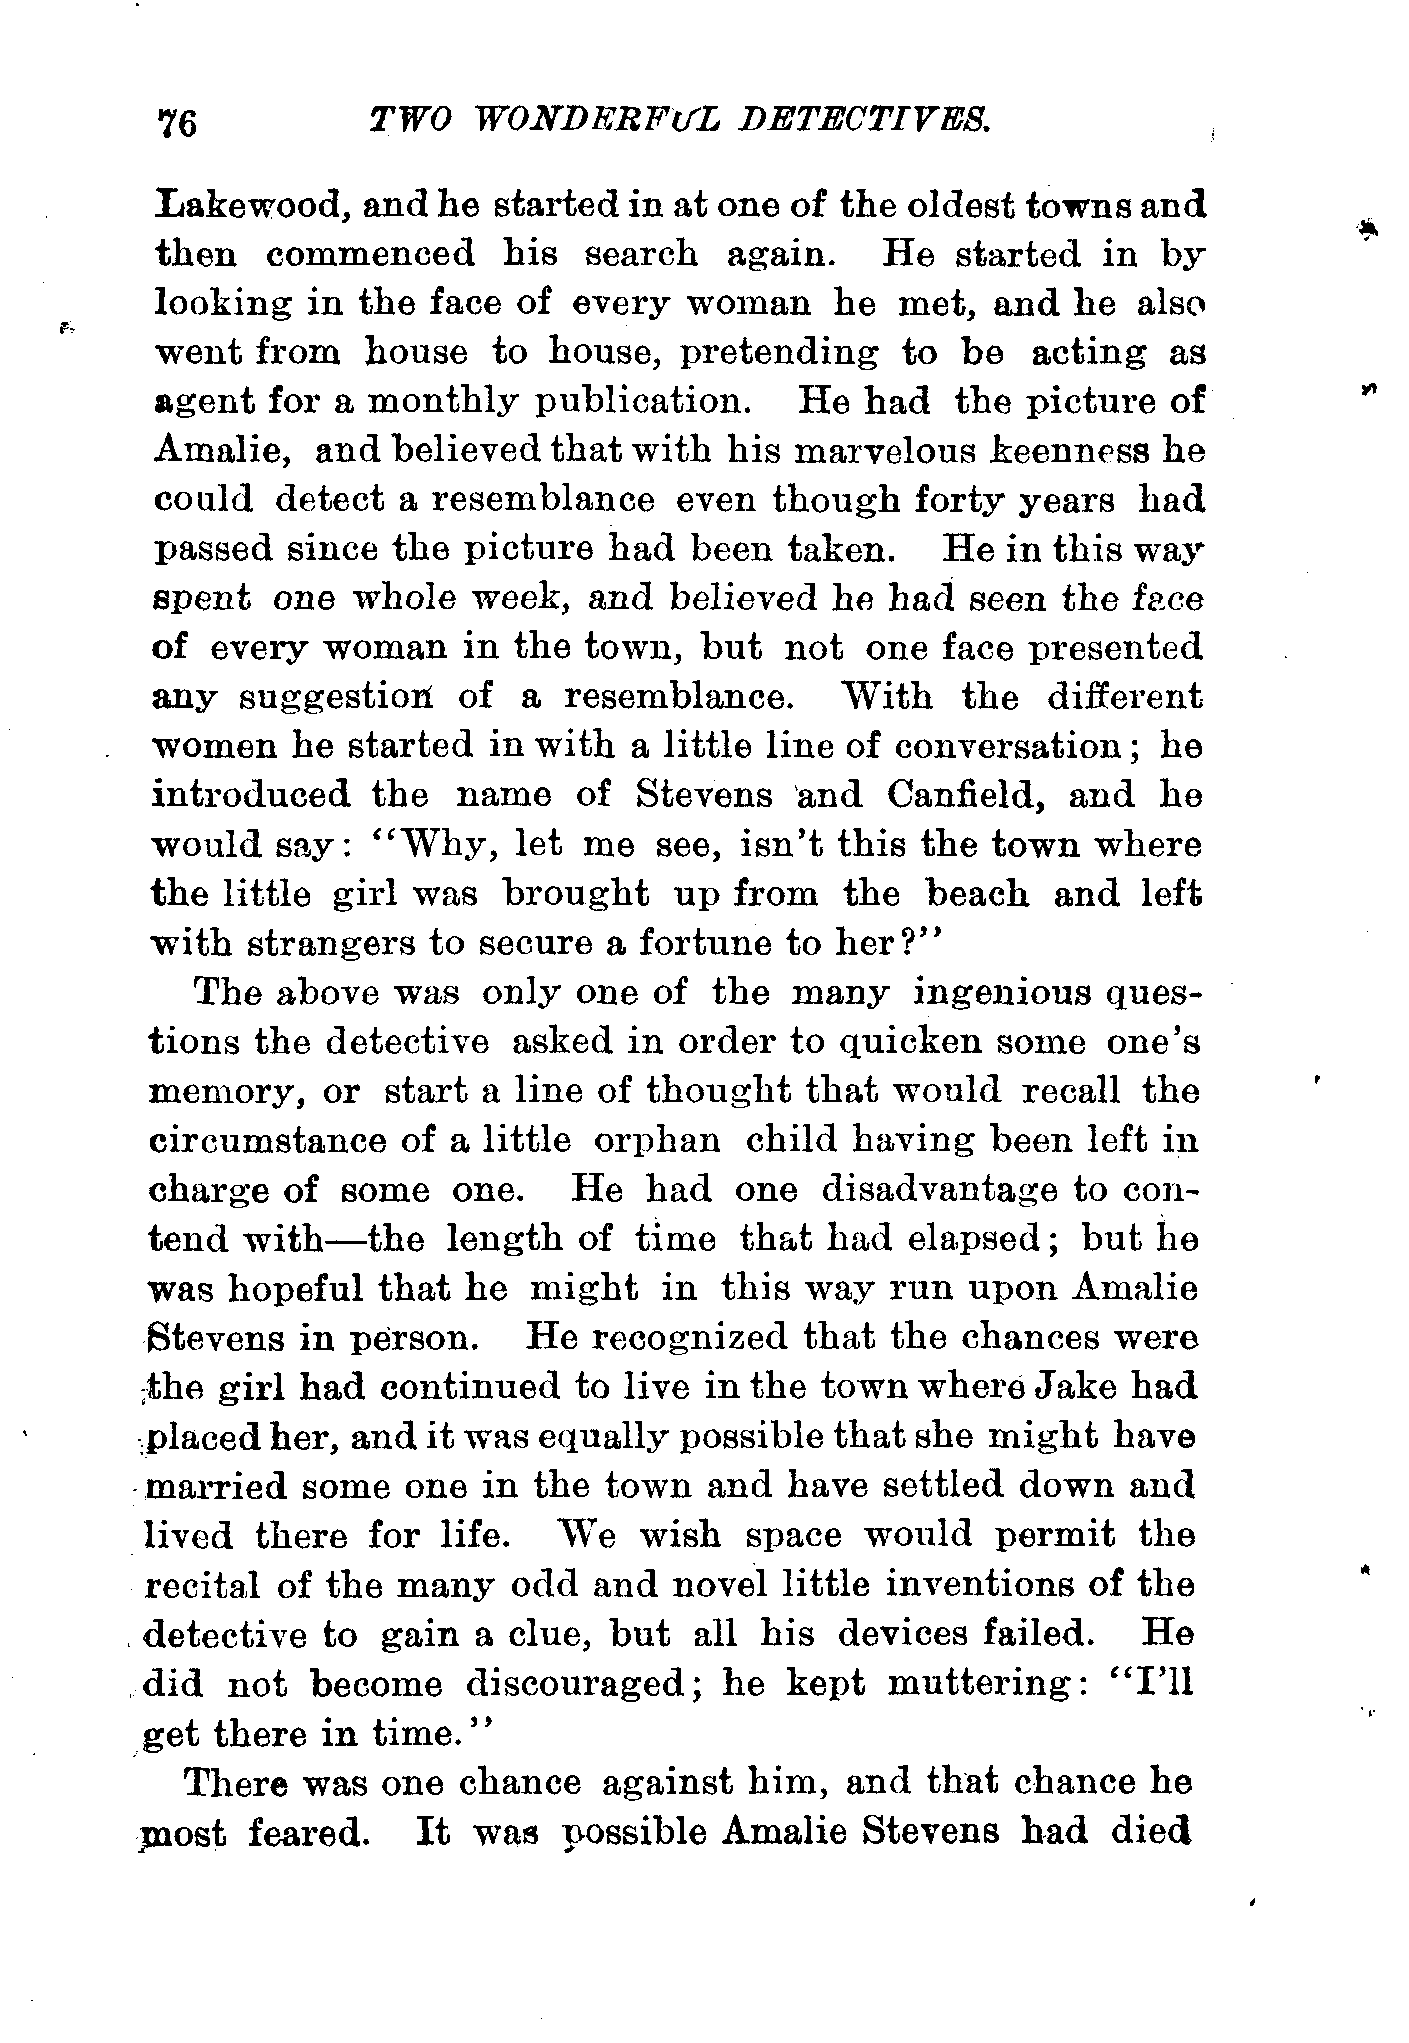 76 TWO WONDERFUL DETECTIVES.
Lakewood, and he started in at one of the oldest towns and
then commenced his search again. He started in by
looking in the face of every woman he met, and he also
went from house to house, pretending to be acting as
agent for a monthly publication. He had the picture of
Amalie, and believed that with his marvelous keenness he
could detect a resemblance even though forty years had
passed since the picture had been taken. He in this way
spent one whole week, and believed he had seen the face
of every woman in the town, but not one face presented
any suggestion of a resemblance. With the different
women he started in with a little line of conversation; he
introduced the name of Stevens and Canfield, and he
would say: "Why, let me see, isn't this the town where
the little girl was brought up from the beach and left
with strangers to secure a fortune to her?"
The above was only one of the many ingenious ques-
tions the detective asked in order to quicken some one's
memory, or start a line of thought that would recall the
circumstance of a little orphan child having been left in
charge of some one. He had one disadvantage to con-
tend with—the length of time that had elapsed; but he
was hopeful that he might in this way run upon Amalie
Stevens in person. He recognized that the chances were
the girl had continued to live in the town where Jake had
placed her, and it was equally possible that she might have
married some one in the town and have settled down and
lived there for life. We wish space would permit the
recital of the many odd and novel little inventions of the
detective to gain a clue, but all his devices failed. He
did not become discouraged; he kept muttering: "I'll
get there in time."
There was one chance against him, and that chance he
most feared. It was possible Amalie Stevens had died